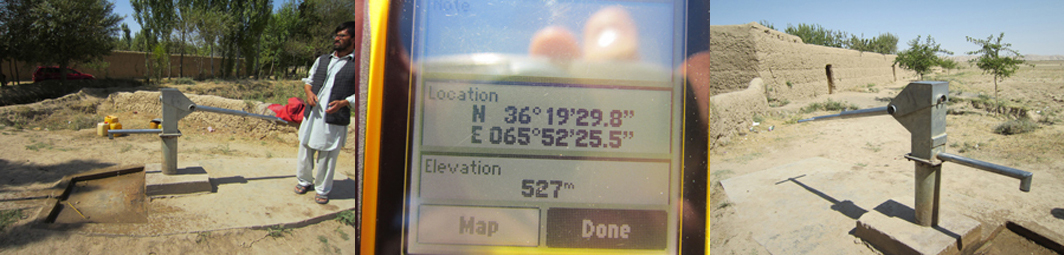 Location
N 36°19'29.8"
E 065°52'25.5"
Elevation
527m
Map Done